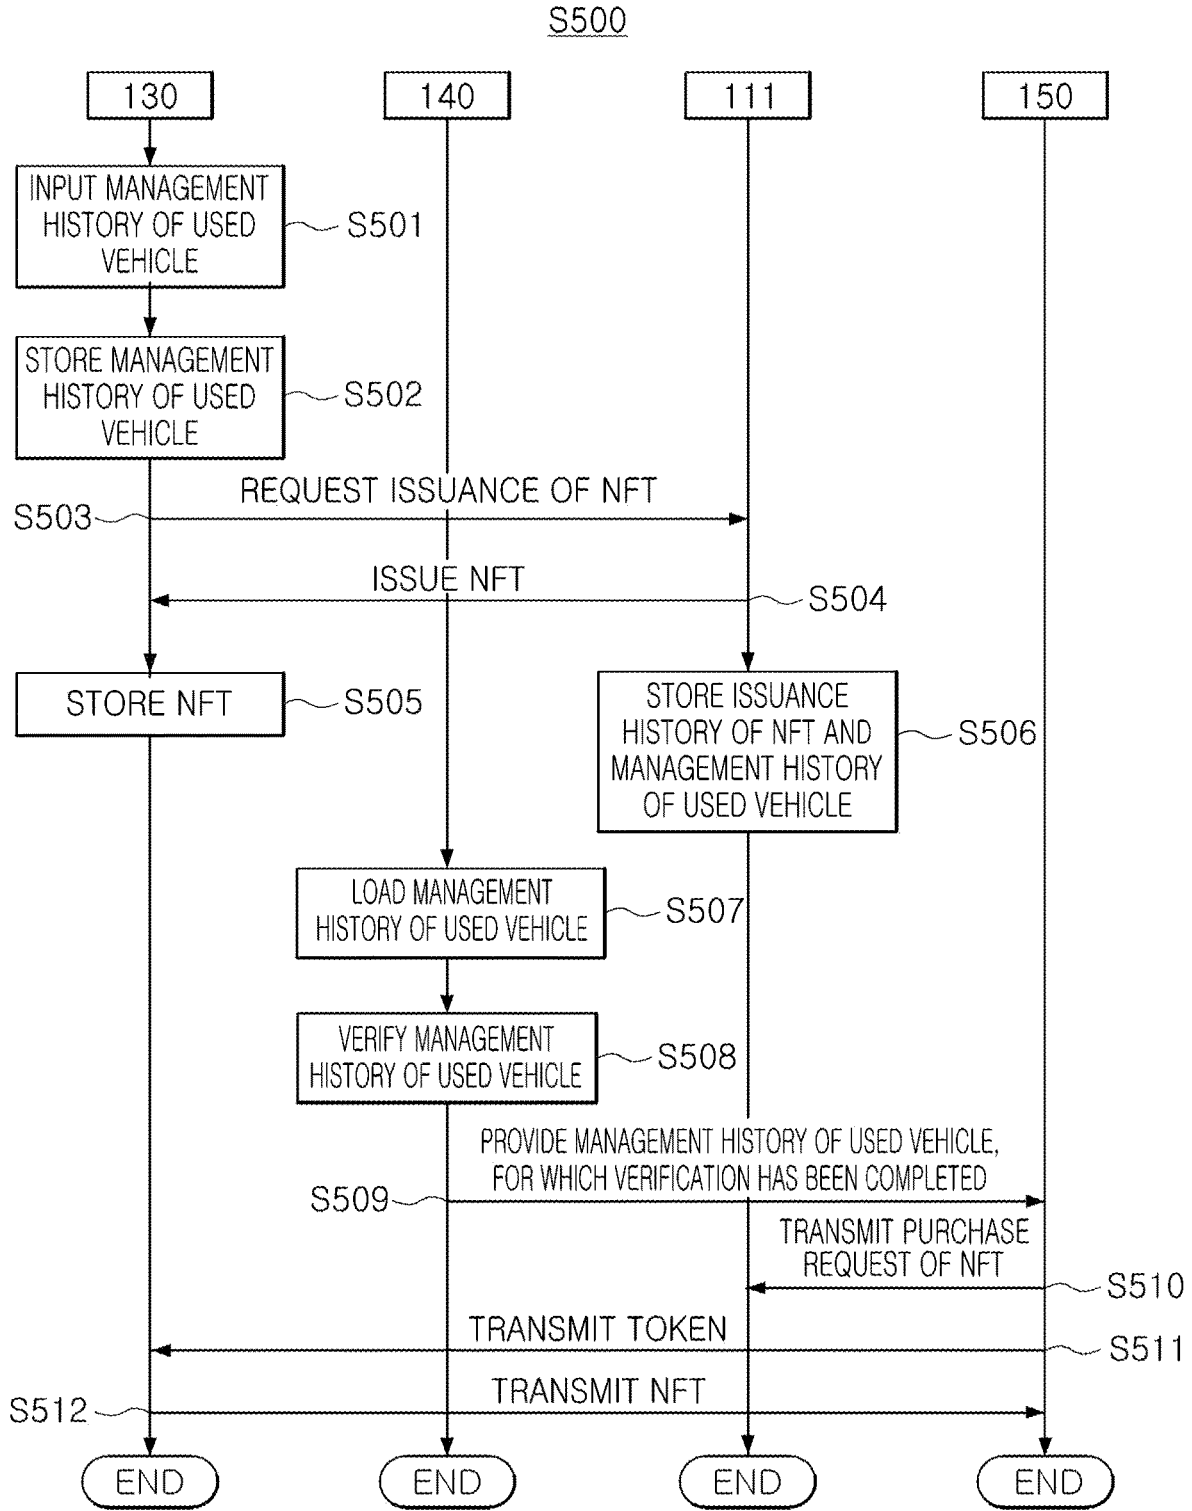 S500
130
140
111
150
INPUT MANAGEMENT
HISTORY OF USED
VEHICLE
S501
STORE MANAGEMENT
HISTORY OF USED
VEHICLE
S502
REQUEST ISSUANCE OF NFT
S503
ISSUE NFT
S504
STORE NFT
S505
STORE ISSUANCE
HISTORY OF NFT AND
MANAGEMENT HISTORY
OF USED VEHICLE
S506
LOAD MANAGEMENT
HISTORY OF USED VEHICLE
S507
VERIFY MANAGEMENT
HISTORY OF USED VEHICLE
S508
PROVIDE MANAGEMENT HISTORY OF USED VEHICLE,
FOR WHICH VERIFICATION HAS BEEN COMPLETED
S509
TRANSMIT PURCHASE
REQUEST OF NFT
S510
TRANSMIT TOKEN
S511
TRANSMIT NFT
S512
END
END
END
END